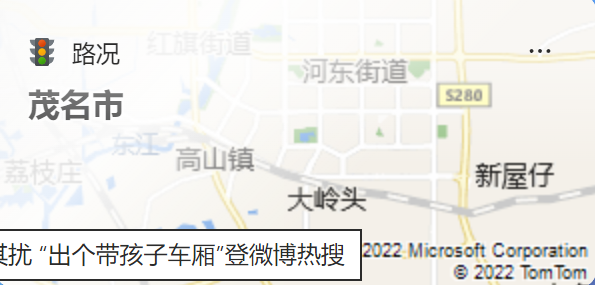 红旗街道
路况
...
河东街道
茂名市
S280
东江
高山镇
荔枝庄
新屋仔
大岭头
扰 “出个带孩子车厢”登微博热搜
2022 Microsoft Corporation
© 2022 TomTom